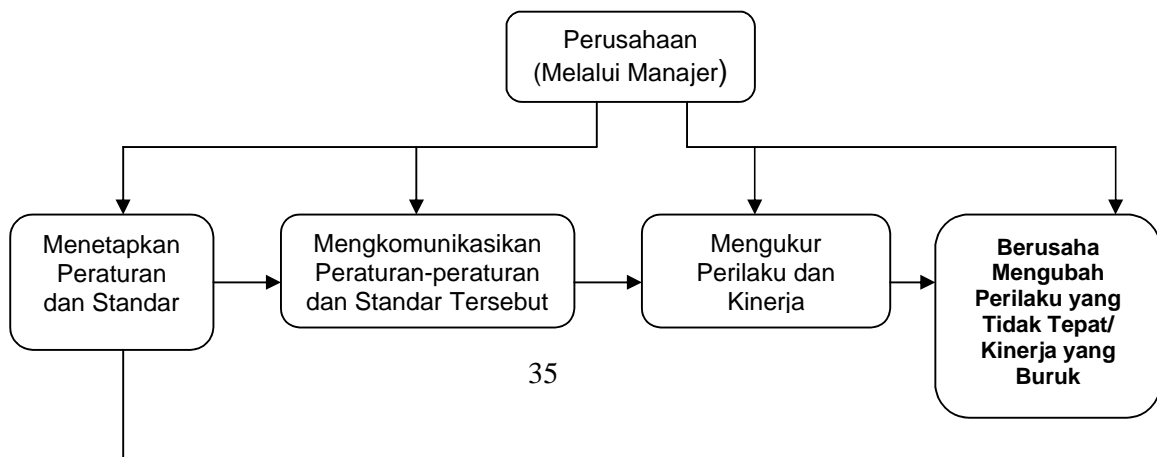 Perusahaan
(Melalui Manajer)
Menetapkan
Peraturan
dan Standar
Mengkomunikasikan
Peraturan-peraturan
dan Standar Tersebut
Mengukur
Perilaku dan
Kinerja
Berusaha
Mengubah
Perilaku yang
Tidak Tepat/
Kinerja yang
Buruk
35